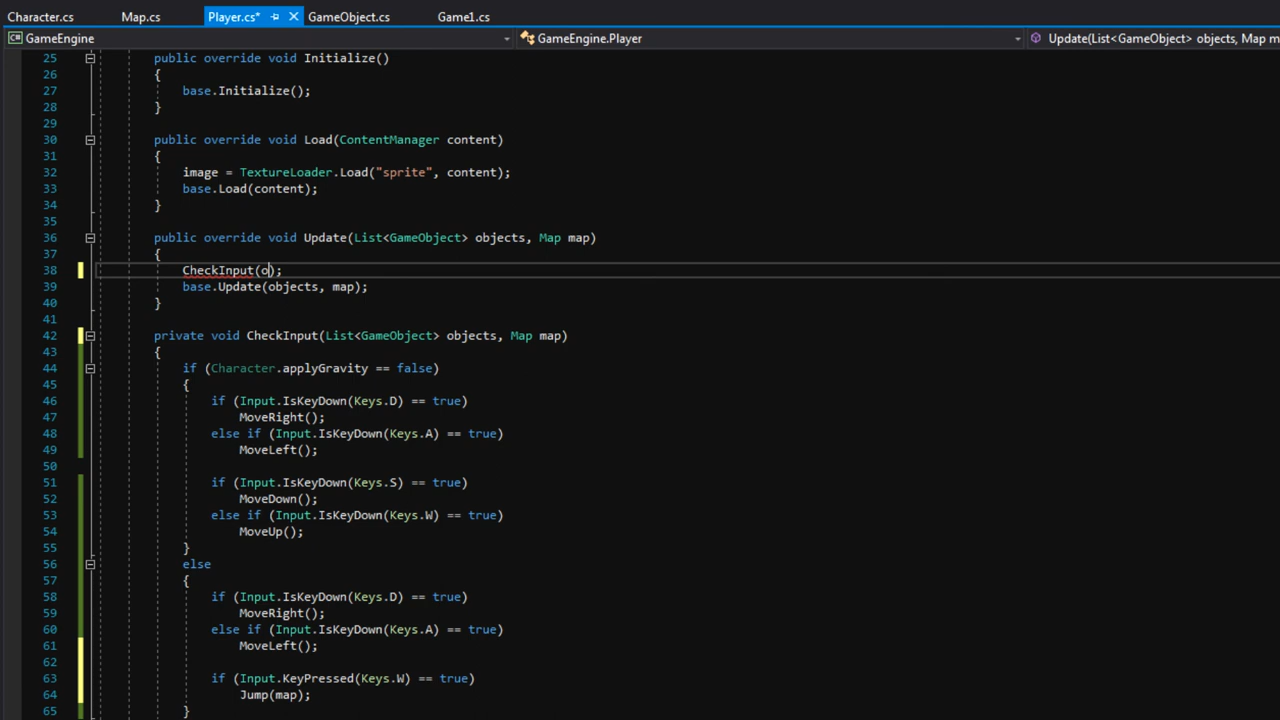 Character.cs Map.cs Player.cs* GameObject.cs Game1.cs
C# GameEngine GameEngine.Player Update(List<GameObject> objects, Map m
25 public override void Initialize()
26 {
27 base.Initialize();
28 }
29
30 public override void Load(ContentManager content)
31 {
32 image = TextureLoader.Load("sprite", content);
33 base.Load(content);
34 }
35
36 public override void Update(List<GameObject> objects, Map map)
37 {
38 CheckInput(o);
39 base.Update(objects, map);
40 }
41
42 private void CheckInput(List<GameObject> objects, Map map)
43 {
44 if (Character.applyGravity == false)
45 {
46 if (Input.IsKeyDown(Keys.D) == true)
47 MoveRight();
48 else if (Input.IsKeyDown(Keys.A) == true)
49 MoveLeft();
50
51 if (Input.IsKeyDown(Keys.S) == true)
52 MoveDown();
53 else if (Input.IsKeyDown(Keys.W) == true)
54 MoveUp();
55 }
56 else
57 {
58 if (Input.IsKeyDown(Keys.D) == true)
59 MoveRight();
60 else if (Input.IsKeyDown(Keys.A) == true)
61 MoveLeft();
62
63 if (Input.KeyPressed(Keys.W) == true)
64 Jump(map);
65 }